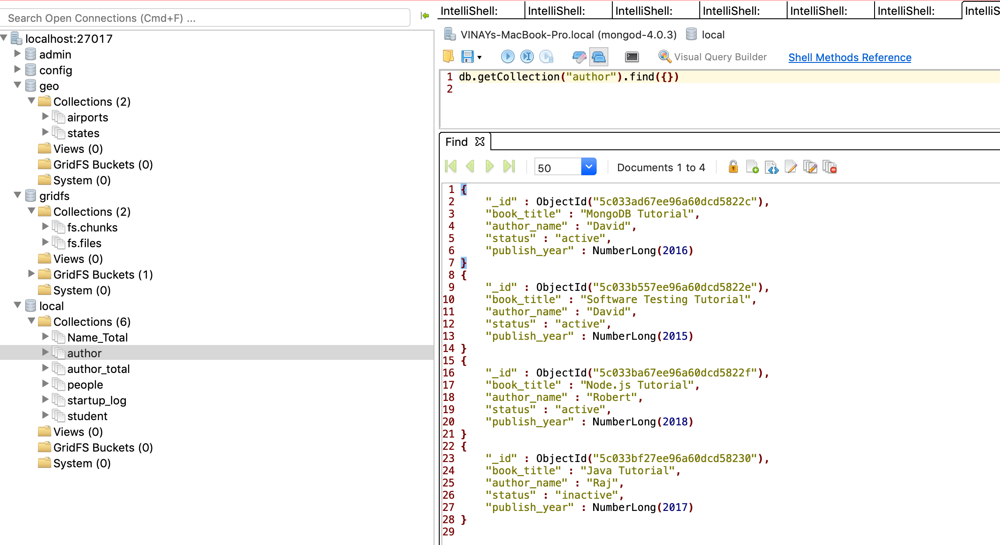 Search Open Connections (Cmd+F) ...
localhost:27017
admin
config
geo
Collections (2)
airports
states
Views (0)
GridFS Buckets (0)
System (0)
gridfs
Collections (2)
fs.chunks
fs.files
Views (0)
GridFS Buckets (1)
System (0)
local
Collections (6)
Name_Total
author
author_total
people
startup_log
student
Views (0)
GridFS Buckets (0)
System (0)
IntelliShell: IntelliShell: IntelliShell: IntelliShell: IntelliShell: IntelliShell: IntelliS
VINAYs-MacBook-Pro.local (mongod-4.0.3) local
Visual Query Builder Shell Methods Reference
1 db.getCollection("author").find({})
2
Find
50 Documents 1 to 4
1 {
2 "_id" : ObjectId("5c033ad67ee96a60dcd5822c"),
3 "book_title" : "MongoDB Tutorial",
4 "author_name" : "David",
5 "status" : "active",
6 "publish_year" : NumberLong(2016)
7 }
8 {
9 "_id" : ObjectId("5c033b557ee96a60dcd5822e"),
10 "book_title" : "Software Testing Tutorial",
11 "author_name" : "David",
12 "status" : "active",
13 "publish_year" : NumberLong(2015)
14 }
15 {
16 "_id" : ObjectId("5c033ba67ee96a60dcd5822f"),
17 "book_title" : "Node.js Tutorial",
18 "author_name" : "Robert",
19 "status" : "active",
20 "publish_year" : NumberLong(2018)
21 }
22 {
23 "_id" : ObjectId("5c033bf27ee96a60dcd58230"),
24 "book_title" : "Java Tutorial",
25 "author_name" : "Raj",
26 "status" : "inactive",
27 "publish_year" : NumberLong(2017)
28 }
29